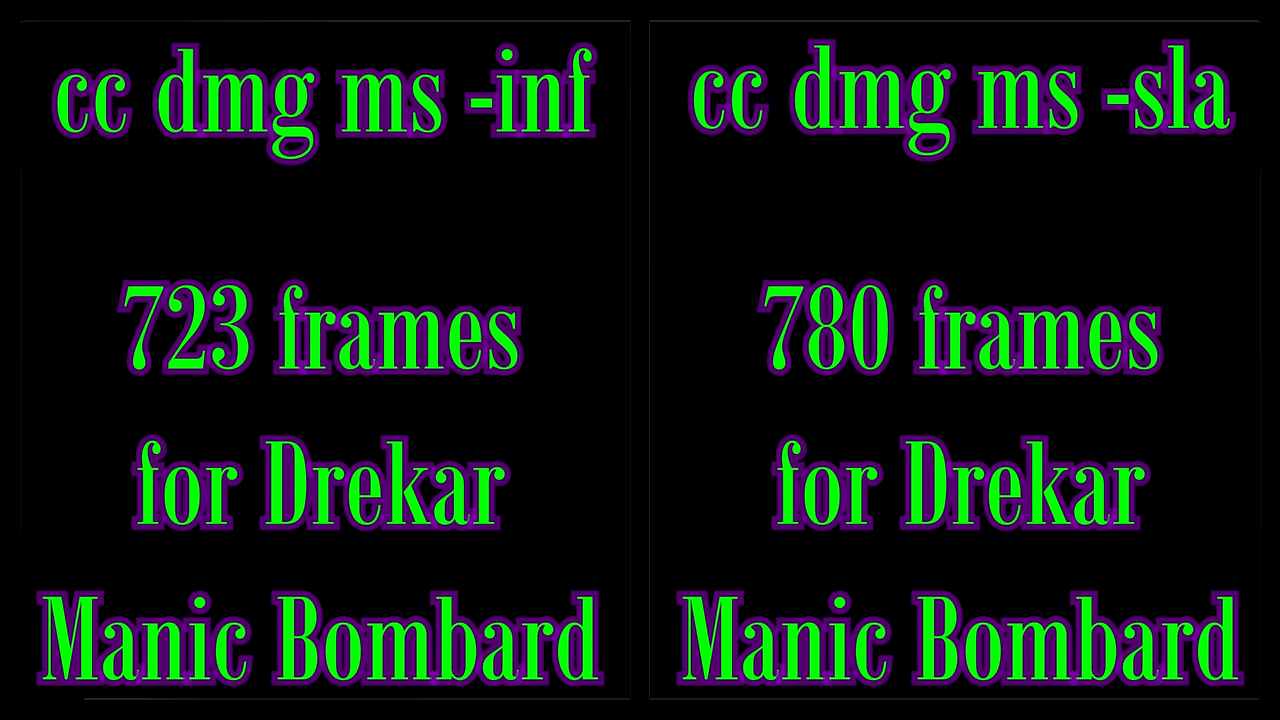 cc dmg ms -inf
723 frames
for Drekar
Manic Bombard
cc dmg ms -sla
780 frames
for Drekar
Manic Bombard